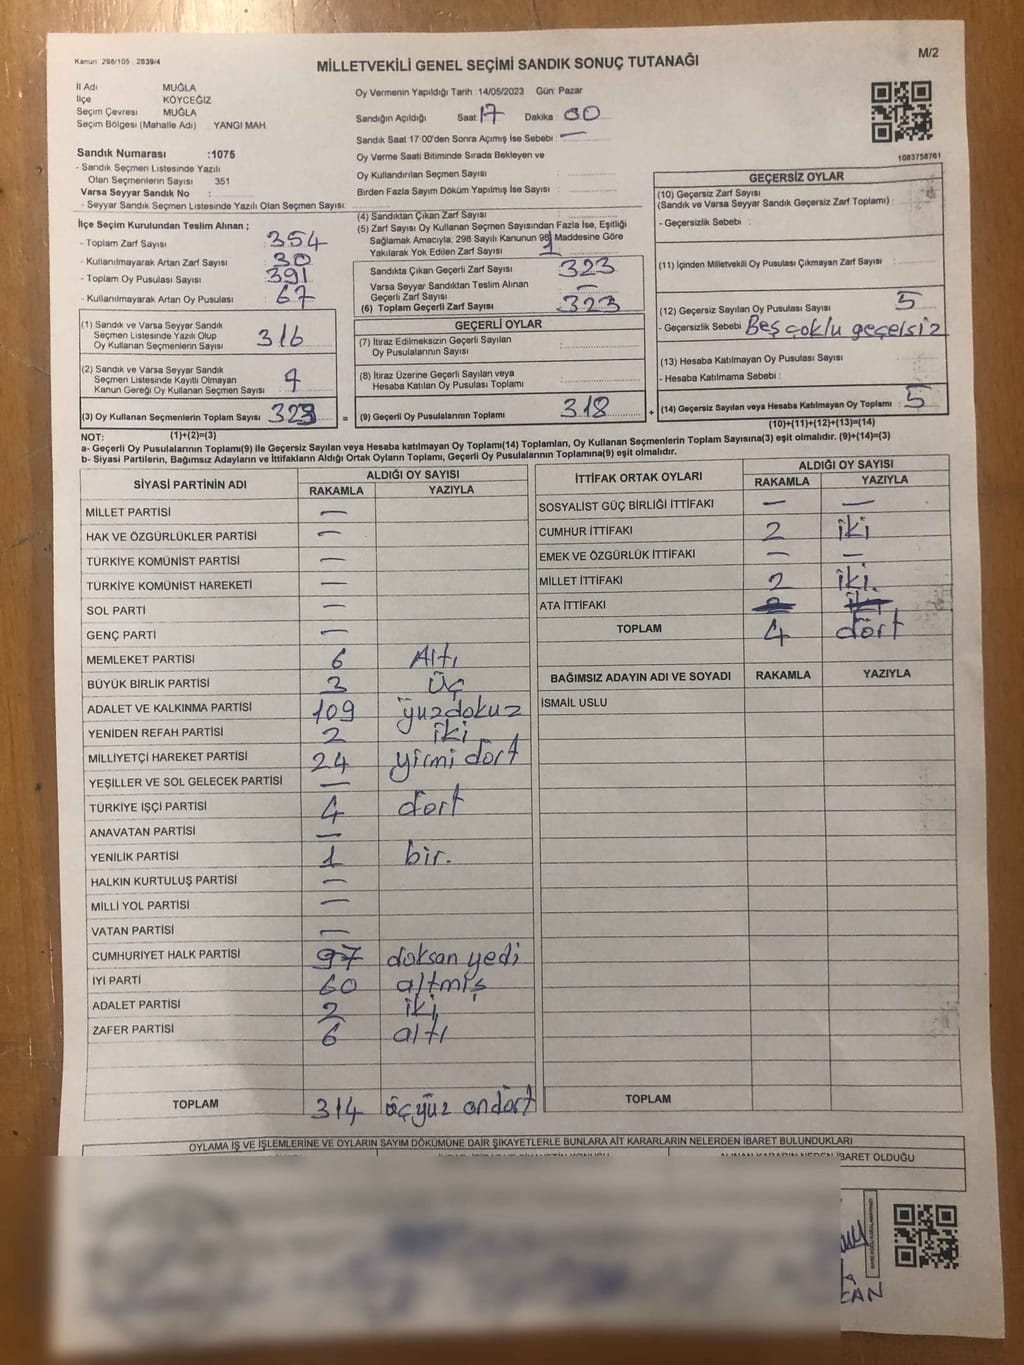 Kanun: 298/105 2839/4
M/2
MİLLETVEKİLİ GENEL SEÇİMİ SANDIK SONUÇ TUTANAĞI
İl Adı MUĞLA
İlçe KÖYCEĞİZ
Seçim Çevresi MUĞLA
Seçim Bölgesi (Mahalle Adı) YANGI MAH.
Oy Vermenin Yapıldığı Tarih : 14/05/2023 Gün: Pazar
Sandığın Açıldığı Saat 17 Dakika : 00
Sandık Saat 17:00'den Sonra Açımış İse Sebebi : —
Oy Verme Saati Bitiminde Sırada Bekleyen ve
Oy Kullandırılan Seçmen Sayısı
Birden Fazla Sayım Döküm Yapılmış İse Sayısı :
1083758761
Sandık Numarası :1075
- Sandık Seçmen Listesinde Yazılı
Olan Seçmenlerin Sayısı : 351
Varsa Seyyar Sandık No :
- Seyyar Sandık Seçmen Listesinde Yazılı Olan Seçmen Sayısı:
İlçe Seçim Kurulundan Teslim Alınan ;
- Toplam Zarf Sayısı : 354
- Kullanılmayarak Artan Zarf Sayısı : 30
- Toplam Oy Pusulası Sayısı : 391
- Kullanılmayarak Artan Oy Pusulası : 67
(1) Sandık ve Varsa Seyyar Sandık
Seçmen Listesinde Yazılı Olup
Oy Kullanan Seçmenlerin Sayısı : 316
(2) Sandık ve Varsa Seyyar Sandık
Seçmen Listesinde Kayıtlı Olmayan
Kanun Gereği Oy Kullanan Seçmen Sayısı :
(3) Oy Kullanan Seçmenlerin Toplam Sayısı : 323 =
(1)+(2)=(3)
(4) Sandıktan Çıkan Zarf Sayısı :
(5) Zarf Sayısı Oy Kullanan Seçmen Sayısından Fazla İse, Eşitliği
Sağlamak Amacıyla, 298 Sayılı Kanunun 98. Maddesine Göre
Yakılarak Yok Edilen Zarf Sayısı : 1
Sandıkta Çıkan Geçerli Zarf Sayısı : 323
Varsa Seyyar Sandıktan Teslim Alınan
Geçerli Zarf Sayısı : —
(6) Toplam Geçerli Zarf Sayısı : 323
GEÇERLİ OYLAR
(7) İtiraz Edilmeksizin Geçerli Sayılan
Oy Pusulalarının Sayısı :
(8) İtiraz Üzerine Geçerli Sayılan veya
Hesaba Katılan Oy Pusulası Toplamı :
(9) Geçerli Oy Pusulalarının Toplamı : 318 +
GEÇERSİZ OYLAR
(10) Geçersiz Zarf Sayısı
(Sandık ve Varsa Seyyar Sandık Geçersiz Zarf Toplamı) :
- Geçersizlik Sebebi :
(11) İçinden Milletvekili Oy Pusulası Çıkmayan Zarf Sayısı :
(12) Geçersiz Sayılan Oy Pusulası Sayısı : 5
- Geçersizlik Sebebi Beş çoklu geçelsiz
(13) Hesaba Katılmayan Oy Pusulası Sayısı :
- Hesaba Katılmama Sebebi :
(14) Geçersiz Sayılan veya Hesaba Katılmayan Oy Toplamı : 5
(10)+(11)+(12)+(13)=(14)
NOT:
a- Geçerli Oy Pusulalarının Toplamı(9) ile Geçersiz Sayılan veya Hesaba katılmayan Oy Toplamı(14) Toplamları, Oy Kullanan Seçmenlerin Toplam Sayısına(3) eşit olmalıdır. (9)+(14)=(3)
b- Siyasi Partilerin, Bağımsız Adayların ve İttifakların Aldığı Ortak Oyların Toplamı, Geçerli Oy Pusulalarının Toplamına(9) eşit olmalıdır.
SİYASİ PARTİNİN ADI ALDIĞI OY SAYISI
RAKAMLA YAZIYLA
MİLLET PARTİSİ —
HAK VE ÖZGÜRLÜKLER PARTİSİ —
TÜRKİYE KOMÜNİST PARTİSİ —
TÜRKİYE KOMÜNİST HAREKETİ —
SOL PARTİ —
GENÇ PARTİ —
MEMLEKET PARTİSİ 6 Altı
BÜYÜK BİRLİK PARTİSİ 3 Üç
ADALET VE KALKINMA PARTİSİ 109 yüzdokuz
YENİDEN REFAH PARTİSİ 2 iki
MİLLİYETÇİ HAREKET PARTİSİ 24 yirmi dört
YEŞİLLER VE SOL GELECEK PARTİSİ —
TÜRKİYE İŞÇİ PARTİSİ 4 dört
ANAVATAN PARTİSİ —
YENİLİK PARTİSİ 1 bir.
HALKIN KURTULUŞ PARTİSİ —
MİLLİ YOL PARTİSİ —
VATAN PARTİSİ —
CUMHURİYET HALK PARTİSİ 97 doksan yedi
İYİ PARTİ 60 altmış
ADALET PARTİSİ 2 iki
ZAFER PARTİSİ 6 altı
TOPLAM 314 üçyüz ondört
İTTİFAK ORTAK OYLARI ALDIĞI OY SAYISI
RAKAMLA YAZIYLA
SOSYALİST GÜÇ BİRLİĞİ İTTİFAKI — —
CUMHUR İTTİFAKI 2 iki
EMEK VE ÖZGÜRLÜK İTTİFAKI — —
MİLLET İTTİFAKI 2 iki.
ATA İTTİFAKI
TOPLAM 4 dört
BAĞIMSIZ ADAYIN ADI VE SOYADI RAKAMLA YAZIYLA
İSMAİL USLU
TOPLAM
OYLAMA İŞ VE İŞLEMLERİNE VE OYLARIN SAYIM DÖKÜMÜNE DAİR ŞİKAYETLERLE BUNLARA AİT KARARLARIN NELERDEN İBARET BULUNDUKLARI
ALINAN KARARIN NEDEN İBARET OLDUĞU